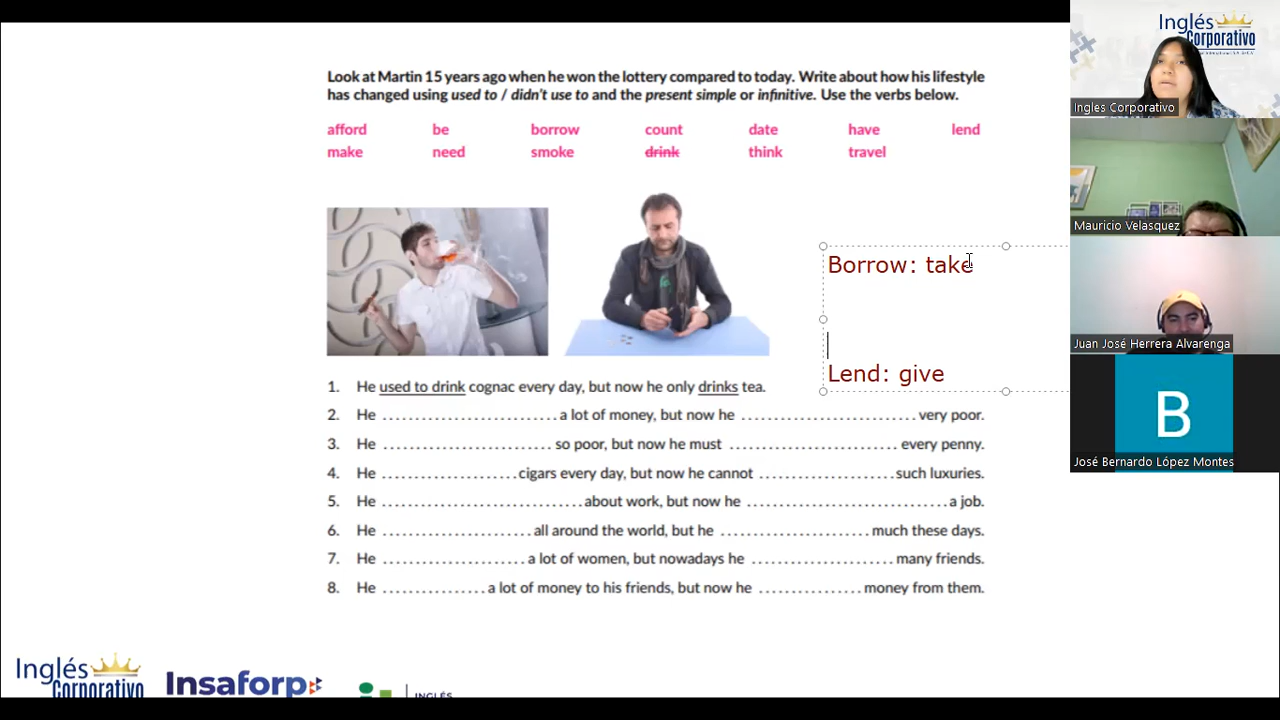 Look at Martin 15 years ago when he won the lottery compared to today. Write about how his lifestyle
has changed using used to / didn't use to and the present simple or infinitive. Use the verbs below.
afford be borrow count date have lend
make need smoke drink think travel
Borrow: take
Lend: give
1. He used to drink cognac every day, but now he only drinks tea.
2. He ............................ a lot of money, but now he ............................ very poor.
3. He ........................... so poor, but now he must ........................... every penny.
4. He ......................cigars every day, but now he cannot ...................... such luxuries.
5. He ................................about work, but now he ................................ a job.
6. He ........................ all around the world, but he ........................ much these days.
7. He ....................... a lot of women, but nowadays he ....................... many friends.
8. He ................. a lot of money to his friends, but now he ................. money from them.
Inglés
Corporativo
Insaforp
INGLÉS
Inglés
Corporativo
Ingles Corporativo
Mauricio Velasquez
Juan José Herrera Alvarenga
B
José Bernardo López Montes